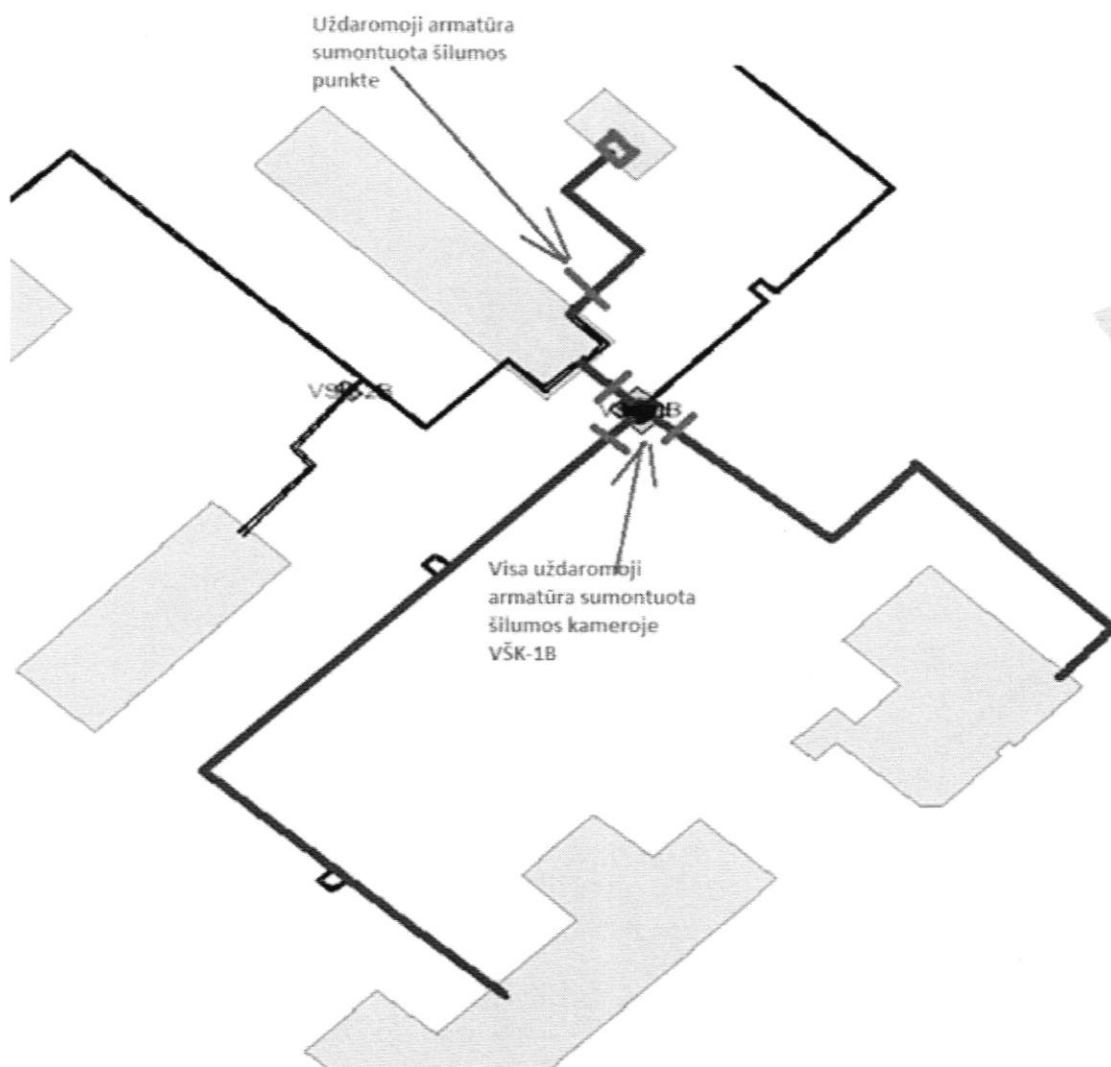 Uždaromoji armatūra
sumontuota šilumos
punkte
Visa uždaromoji
armatūra sumontuota
šilumos kameroje
VŠK-1B